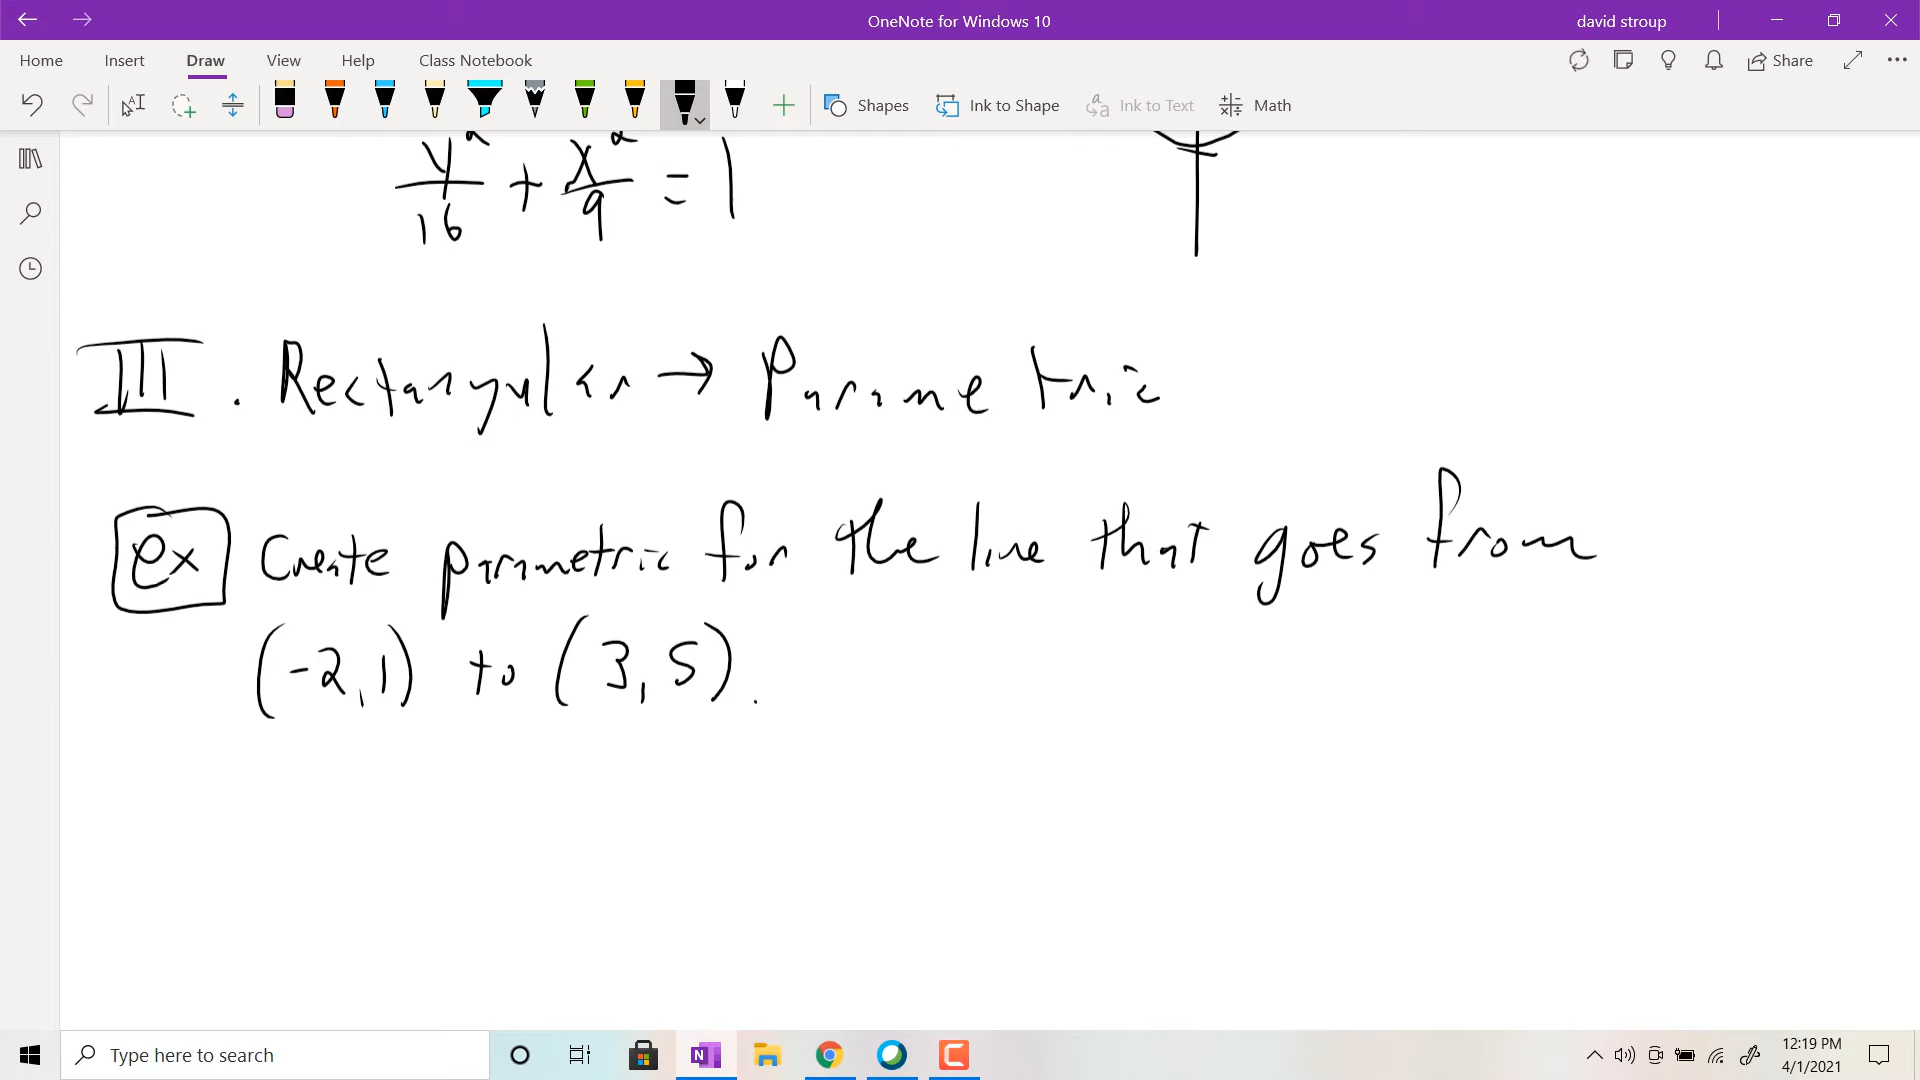 OneNote for Windows 10
david stroup
Home Insert Draw View Help Class Notebook
Share
Shapes Ink to Shape Ink to Text Math
y² / 16 + x² / 9 = 1
III. Rectangular → Parametric
ex Create parametric for the line that goes from
(-2,1) to (3,5).
Type here to search
12:19 PM
4/1/2021